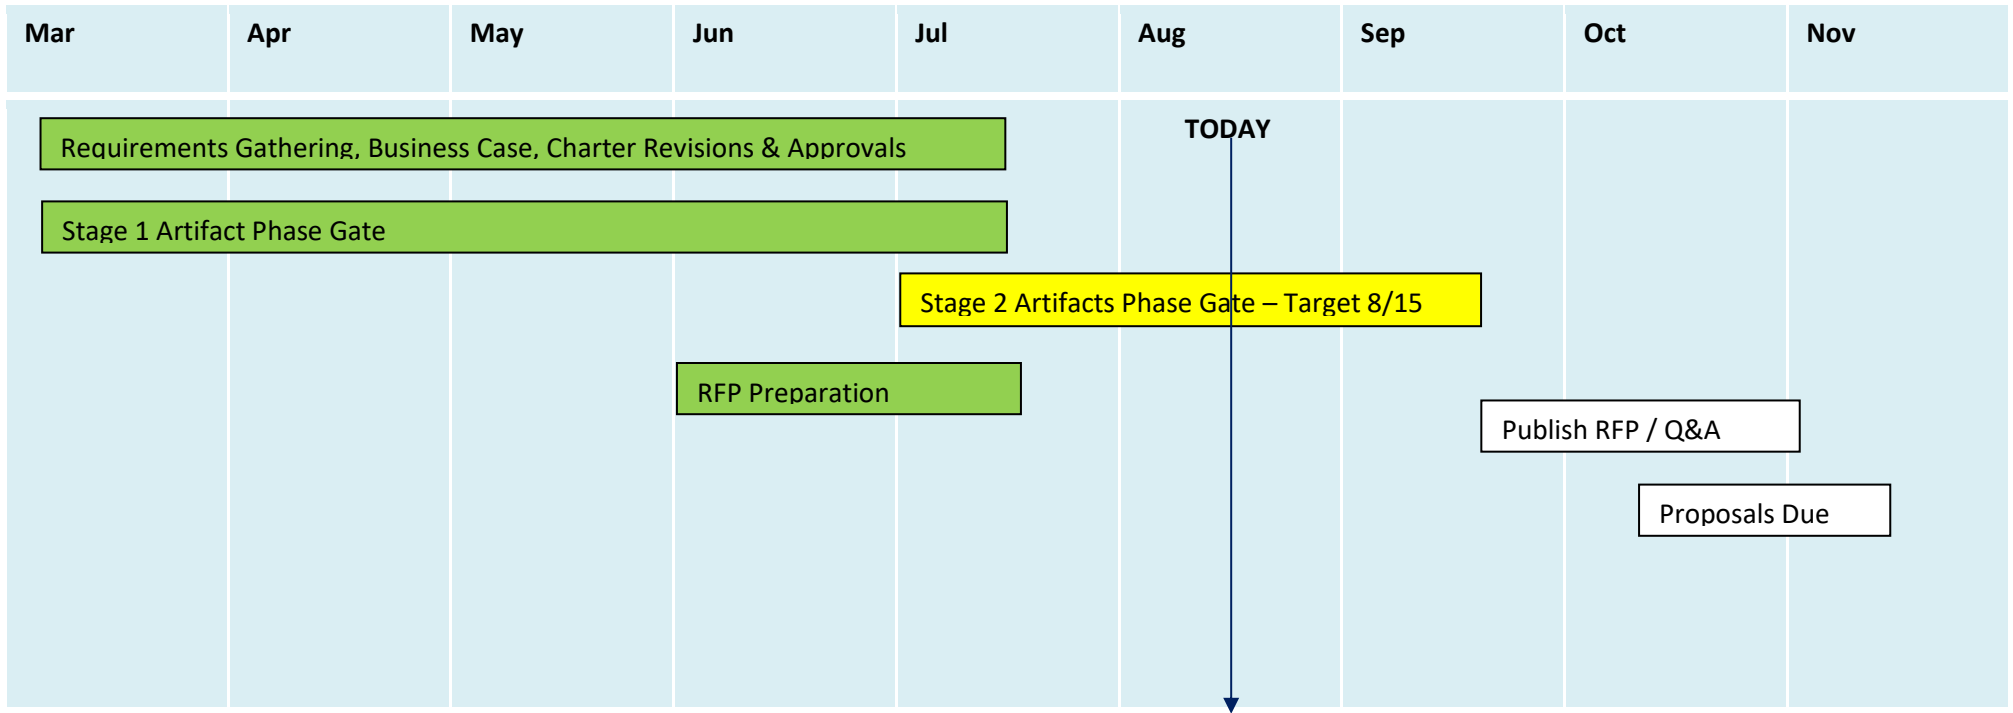 Mar Apr May Jun Jul Aug Sep Oct Nov
TODAY
Requirements Gathering, Business Case, Charter Revisions & Approvals
Stage 1 Artifact Phase Gate
Stage 2 Artifacts Phase Gate – Target 8/15
RFP Preparation
Publish RFP / Q&A
Proposals Due